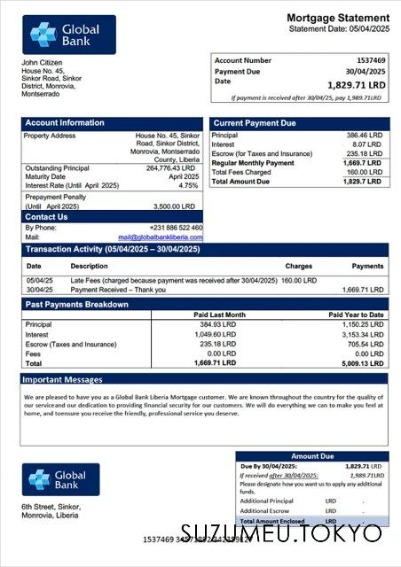 Global
Bank
Mortgage Statement
Statement Date: 05/04/2025
John Citizen
House No. 45,
Sinkor Road, Sinkor
District, Monrovia,
Montserrado
Account Number 1537469
Payment Due 30/04/2025
Date 1,829.71 LRD
If payment is received after 30/04/25, pay 1,989.71LRD
Account Information
Property Address House No. 45, Sinkor
Road, Sinkor District,
Monrovia, Montserrado
County, Liberia
Outstanding Principal 264,776.43 LRD
Maturity Date April 2025
Interest Rate (Until April 2025) 4.75%
Prepayment Penalty
(Until April 2025) 3,500.00 LRD
Contact Us
By Phone: +231 886 522 460
Mail: mail@globalbankliberia.com
Current Payment Due
Principal 386.46 LRD
Interest 8.07 LRD
Escrow (for Taxes and Insurance) 235.18 LRD
Regular Monthly Payment 1,669.7 LRD
Total Fees Charged 160.00 LRD
Total Amount Due 1,829.7 LRD
Transaction Activity (05/04/2025 – 30/04/2025)
Date Description Charges Payments
05/04/25 Late Fees (charged because payment was received after 30/04/2025) 160.00 LRD
30/04/25 Payment Received – Thank you 1,669.71 LRD
Past Payments Breakdown
Paid Last Month Paid Year to Date
Principal 384.93 LRD 1,150.25 LRD
Interest 1,049.60 LRD 3,153.34 LRD
Escrow (Taxes and Insurance) 235.18 LRD 705.54 LRD
Fees 0.00 LRD 0.00 LRD
Total 1,669.71 LRD 5,009.13 LRD
Important Messages
We are pleased to have you as a Global Bank Liberia Mortgage customer. We are known throughout the country for the quality of
our service and our dedication to providing financial security for our customers. We will do everything we can to make you feel at
home, and toensure you receive the friendly, professional service you deserve.
Global
Bank
6th Street, Sinkor,
Monrovia, Liberia
Amount Due
Due By 30/04/2025: 1,829.71 LRD
If received after 30/04/2025: 1,989.71LRD
Please designate how you want us to apply any additional
funds.
Additional Principal LRD .
Additional Escrow LRD .
Total Amount Enclosed LRD .
SUZUMEU.TOKYO
1537469